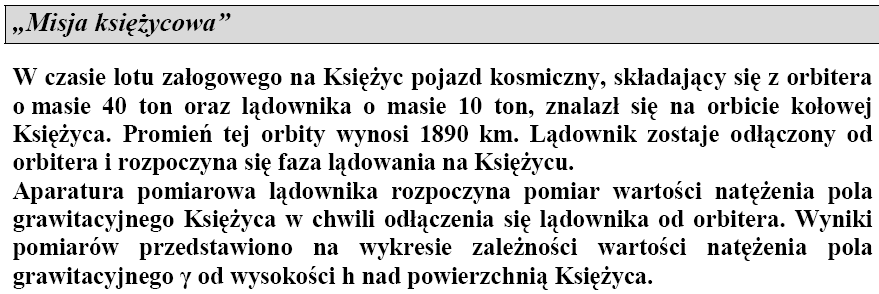 „Misja księżycowa”
W czasie lotu załogowego na Księżyc pojazd kosmiczny, składający się z orbitera
o masie 40 ton oraz lądownika o masie 10 ton, znalazł się na orbicie kołowej
Księżyca. Promień tej orbity wynosi 1890 km. Lądownik zostaje odłączony od
orbitera i rozpoczyna się faza lądowania na Księżycu.
Aparatura pomiarowa lądownika rozpoczyna pomiar wartości natężenia pola
grawitacyjnego Księżyca w chwili odłączenia się lądownika od orbitera. Wyniki
pomiarów przedstawiono na wykresie zależności wartości natężenia pola
grawitacyjnego γ od wysokości h nad powierzchnią Księżyca.